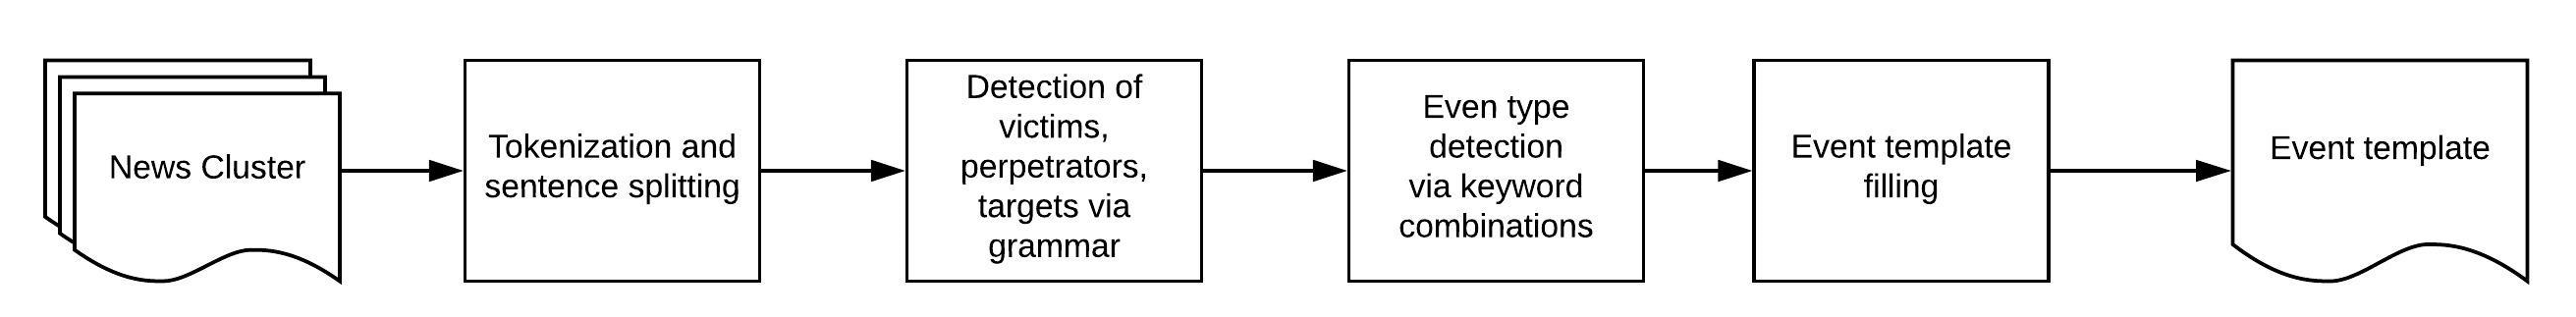 News Cluster
Tokenization and
sentence splitting
Detection of
victims,
perpetrators,
targets via
grammar
Even type
detection
via keyword
combinations
Event template
filling
Event template